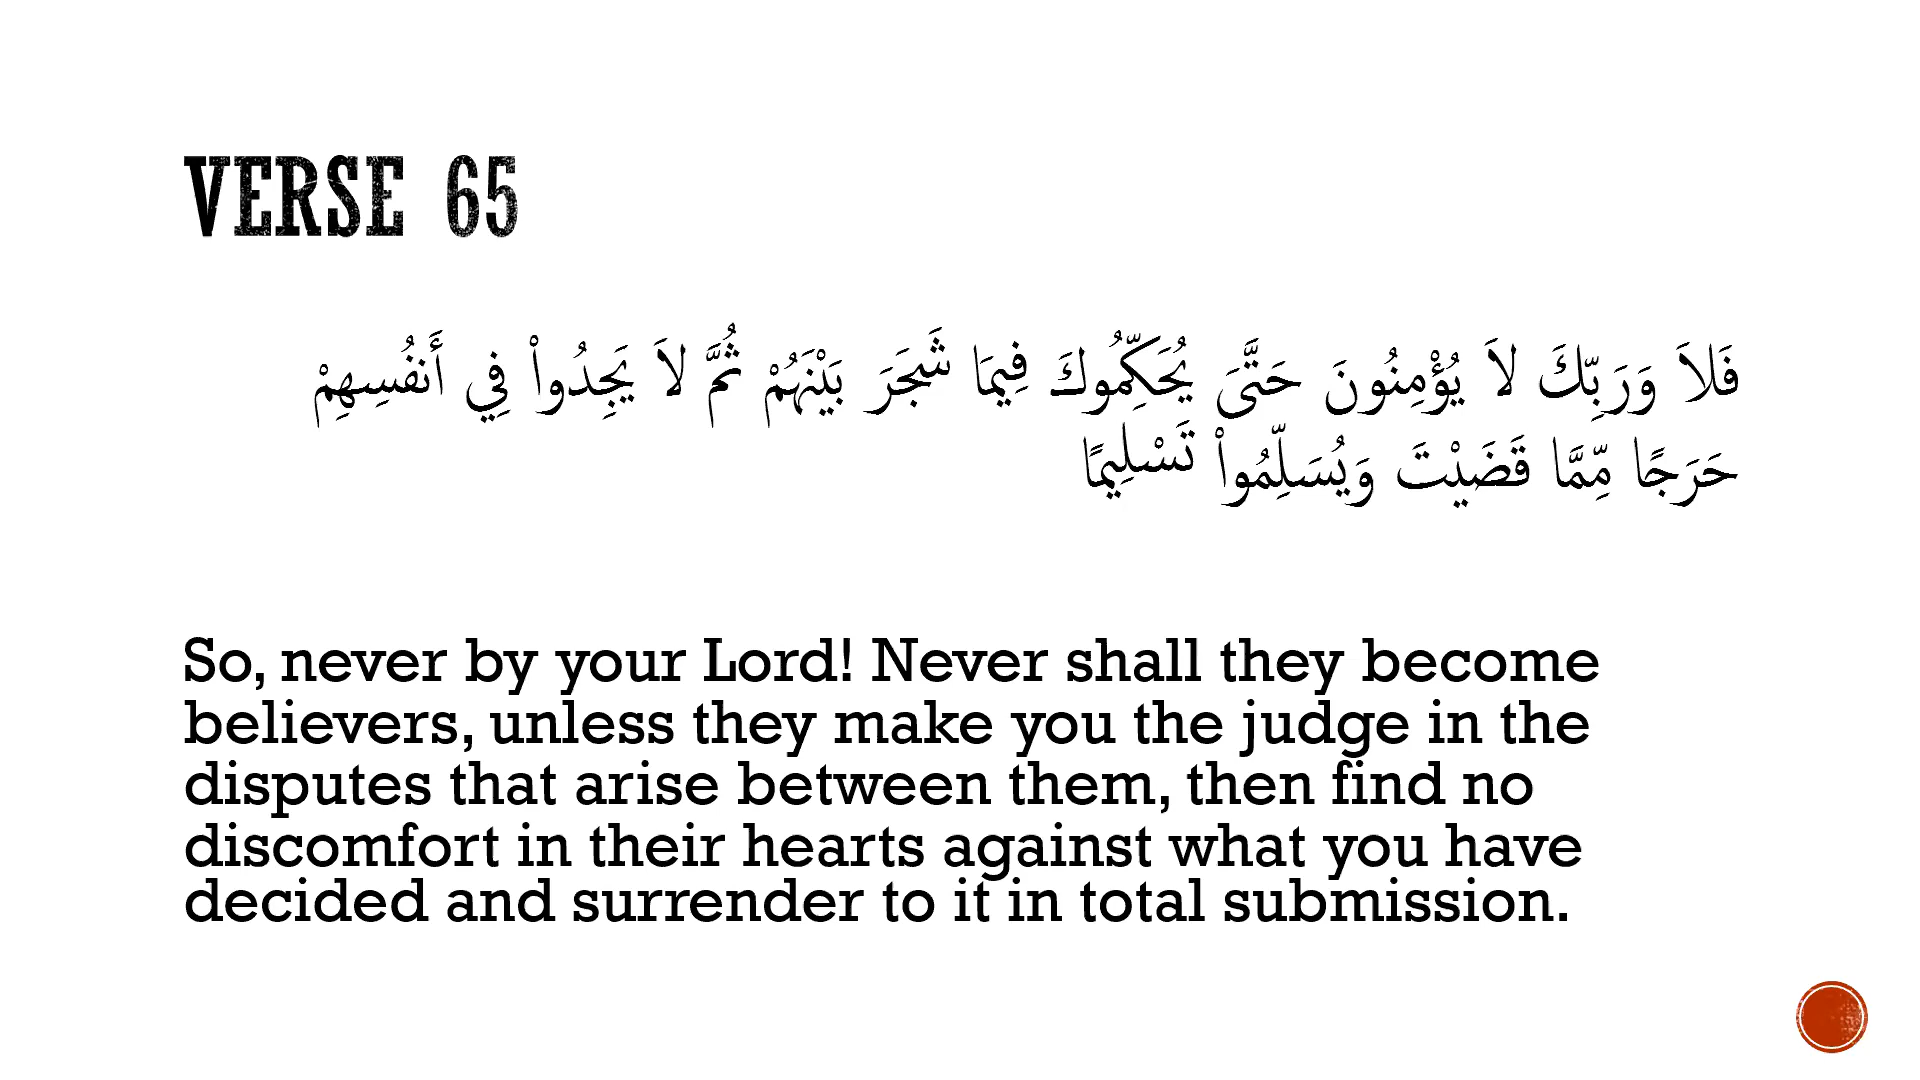 VERSE 65
فَلاَ وَرَبِّكَ لاَ يُؤْمِنُونَ حَتَّىَ يُحَكِّمُوكَ فِيمَا شَجَرَ بَيْنَهُمْ ثُمَّ لاَ يَجِدُواْ فِي أَنفُسِهِمْ
حَرَجًا مِّمَّا قَضَيْتَ وَيُسَلِّمُواْ تَسْلِيمًا
So, never by your Lord! Never shall they become
believers, unless they make you the judge in the
disputes that arise between them, then find no
discomfort in their hearts against what you have
decided and surrender to it in total submission.